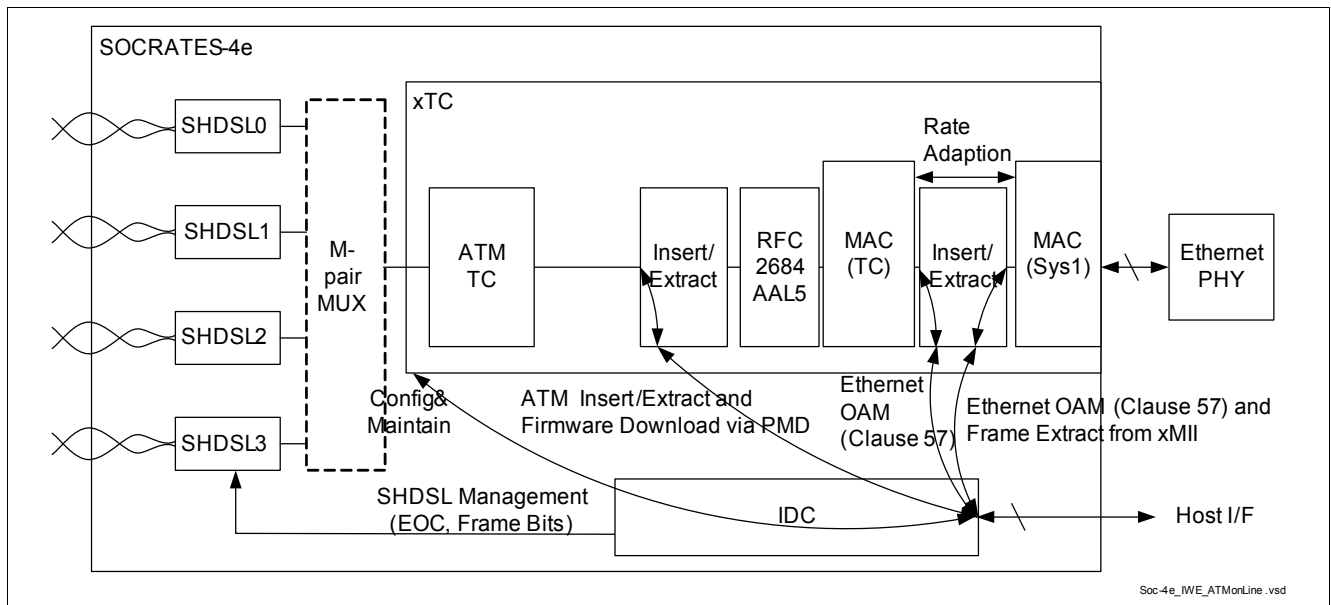 SOCRATES-4e
xTC
SHDSL0
SHDSL1
SHDSL2
SHDSL3
M-
pair
MUX
ATM
TC
Insert/
Extract
RFC
2684
AAL5
MAC
(TC)
Rate
Adaption
Insert/
Extract
MAC
(Sys1)
Ethernet
PHY
Config&
Maintain
ATM Insert/Extract and
Firmware Download via PMD
Ethernet
OAM
(Clause 57)
Ethernet OAM (Clause 57) and
Frame Extract from xMII
SHDSL Management
(EOC, Frame Bits)
IDC
Host I/F
Soc-4e_IWE_ATMonLine.vsd